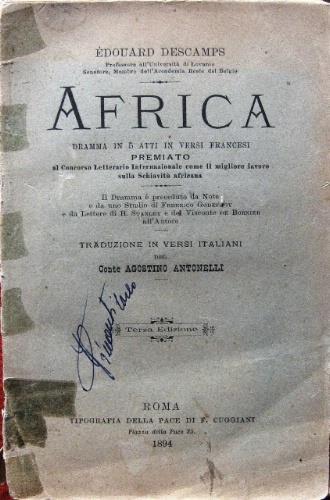 ÉDOUARD DESCAMPS
Professore all'Università di Lovanio
Senatore, Membro dell'Accademia Reale del Belgio
AFRICA
DRAMMA IN 5 ATTI IN VERSI FRANCESI
PREMIATO
al Concorso Letterario Internazionale come il migliore lavoro
sulla Schiavitù africana
Il Dramma è preceduto da Note
e da uno Studio di Federico
e da Lettere di H. Stanley e del Visconte de Bornier
all'Autore
TRADUZIONE IN VERSI ITALIANI
DEL
Conte AGOSTINO ANTONELLI
Terza Edizione
ROMA
TIPOGRAFIA DELLA PACE DI F. CUGGIANI
Piazza della Pace 35.
1894